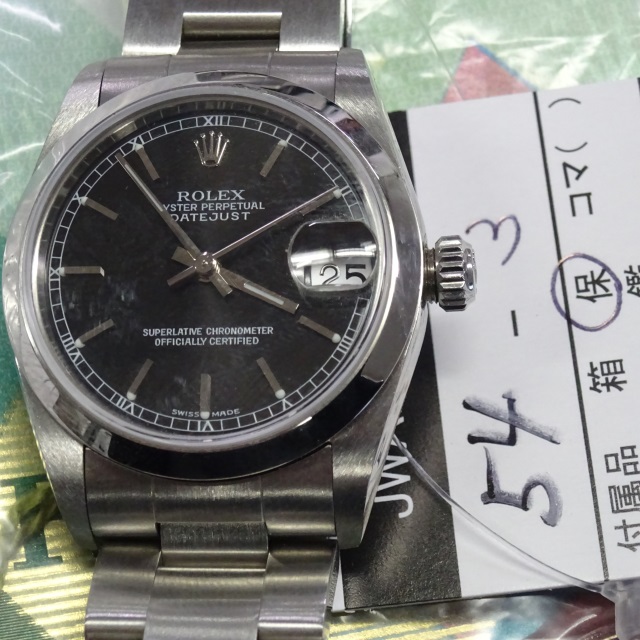 XII
ROLEX
OYSTER PERPETUAL
DATEJUST
25
SUPERLATIVE CHRONOMETER
OFFICIALLY CERTIFIED
SWISS MADE
JW
54-3
付属品 箱 保 コマ( )